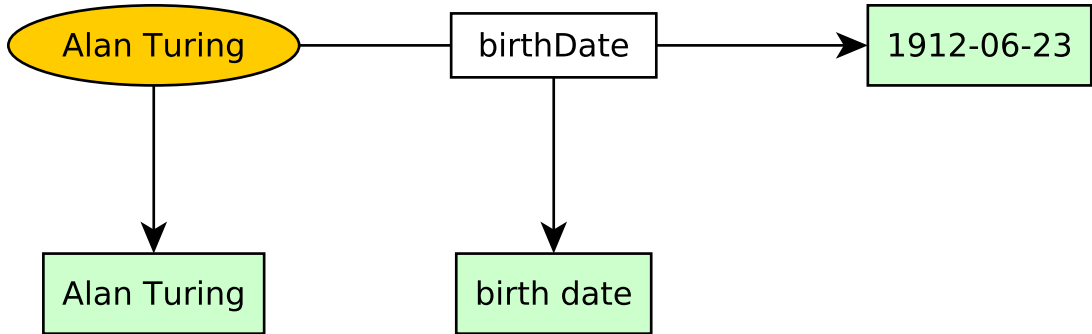 Alan Turing
birthDate
1912-06-23
Alan Turing
birth date